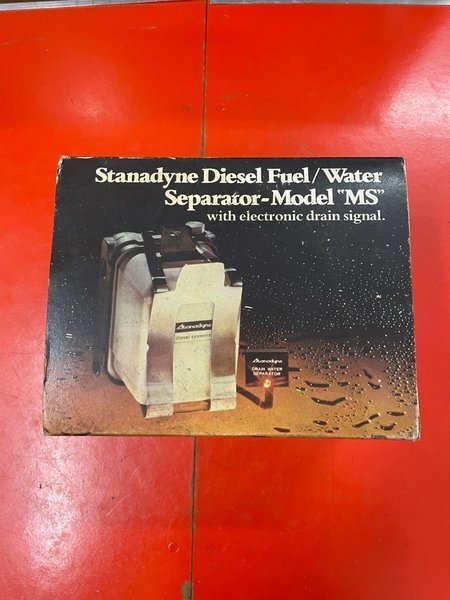 Stanadyne Diesel Fuel/Water
Separator-Model "MS"
with electronic drain signal.
Stanadyne
diesel systems
Stanadyne
DRAIN WATER
SEPARATOR